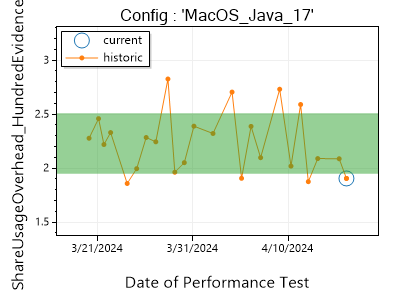 Config : 'MacOS_Java_17'
current
historic
ShareUsageOverhead_HundredEvidence
3
2.5
2
1.5
3/21/2024
3/31/2024
4/10/2024
Date of Performance Test